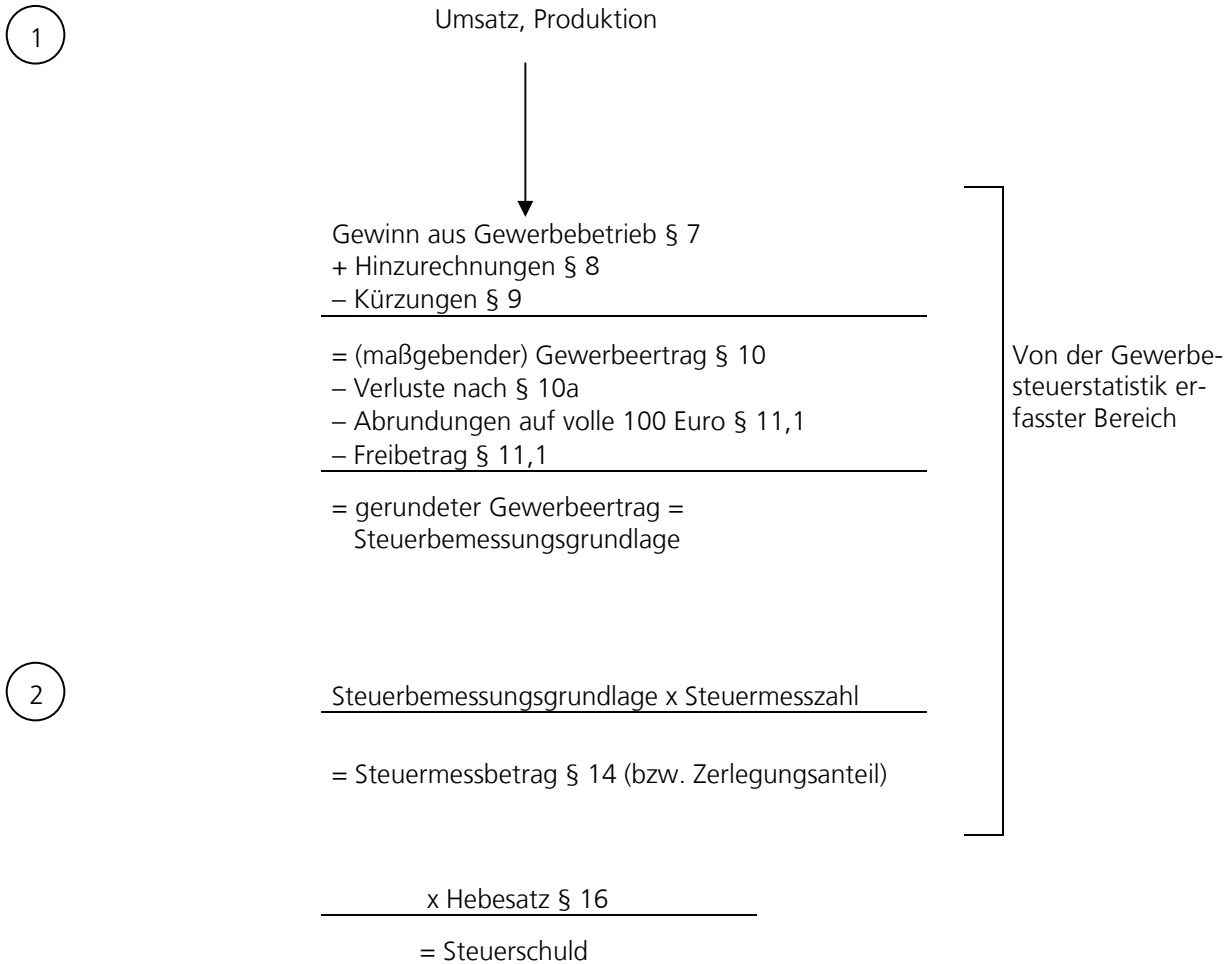 1
Umsatz, Produktion
Gewinn aus Gewerbebetrieb § 7
+ Hinzurechnungen § 8
– Kürzungen § 9
= (maßgebender) Gewerbeertrag § 10
– Verluste nach § 10a
– Abrundungen auf volle 100 Euro § 11,1
– Freibetrag § 11,1
= gerundeter Gewerbeertrag =
Steuerbemessungsgrundlage
Von der Gewerbe-
steuerstatistik er-
fasster Bereich
2
Steuerbemessungsgrundlage x Steuermesszahl
= Steuermessbetrag § 14 (bzw. Zerlegungsanteil)
x Hebesatz § 16
= Steuerschuld